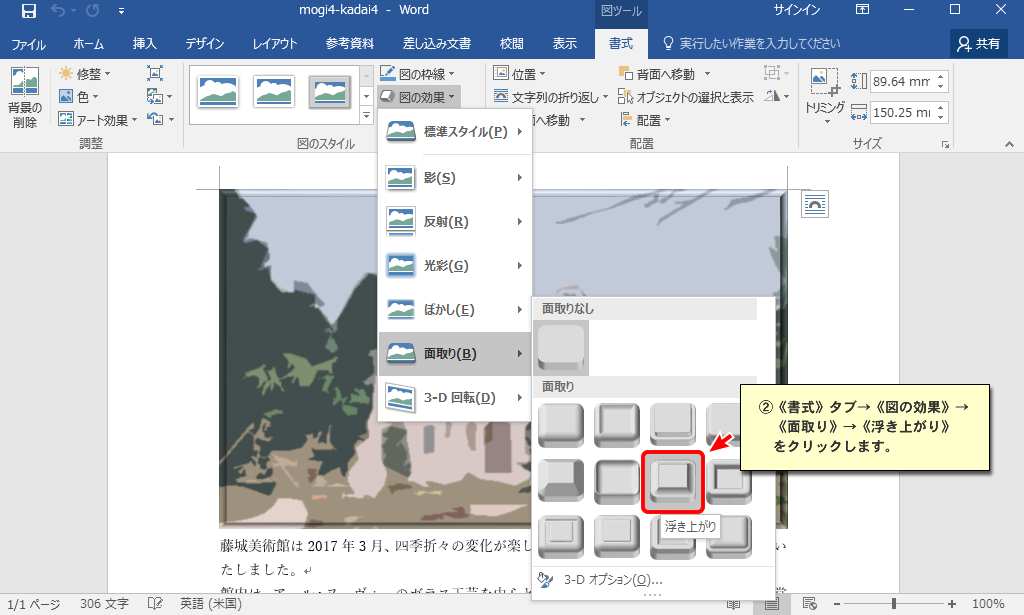 mogi4-kadai4 - Word
図ツール
サインイン
ファイル ホーム 挿入 デザイン レイアウト 参考資料 差し込み文書 校閲 表示 書式 実行したい作業を入力してください 共有
背景の
削除
修整
色
アート効果
調整
図のスタイル
図の枠線
図の効果
位置
文字列の折り返し
へ移動
背面へ移動
オブジェクトの選択と表示
配置
配置
トリミング
89.64 mm
150.25 mm
サイズ
標準スタイル(P)
影(S)
反射(R)
光彩(G)
ぼかし(E)
面取り(B)
3-D 回転(D)
面取りなし
面取り
浮き上がり
3-D オプション(O)...
②《書式》タブ→《図の効果》→
《面取り》→《浮き上がり》
をクリックします。
藤城美術館は 2017 年 3 月、四季折々の変化が楽し
い
たしました。
1/1 ページ 306 文字 英語 (米国) 100%